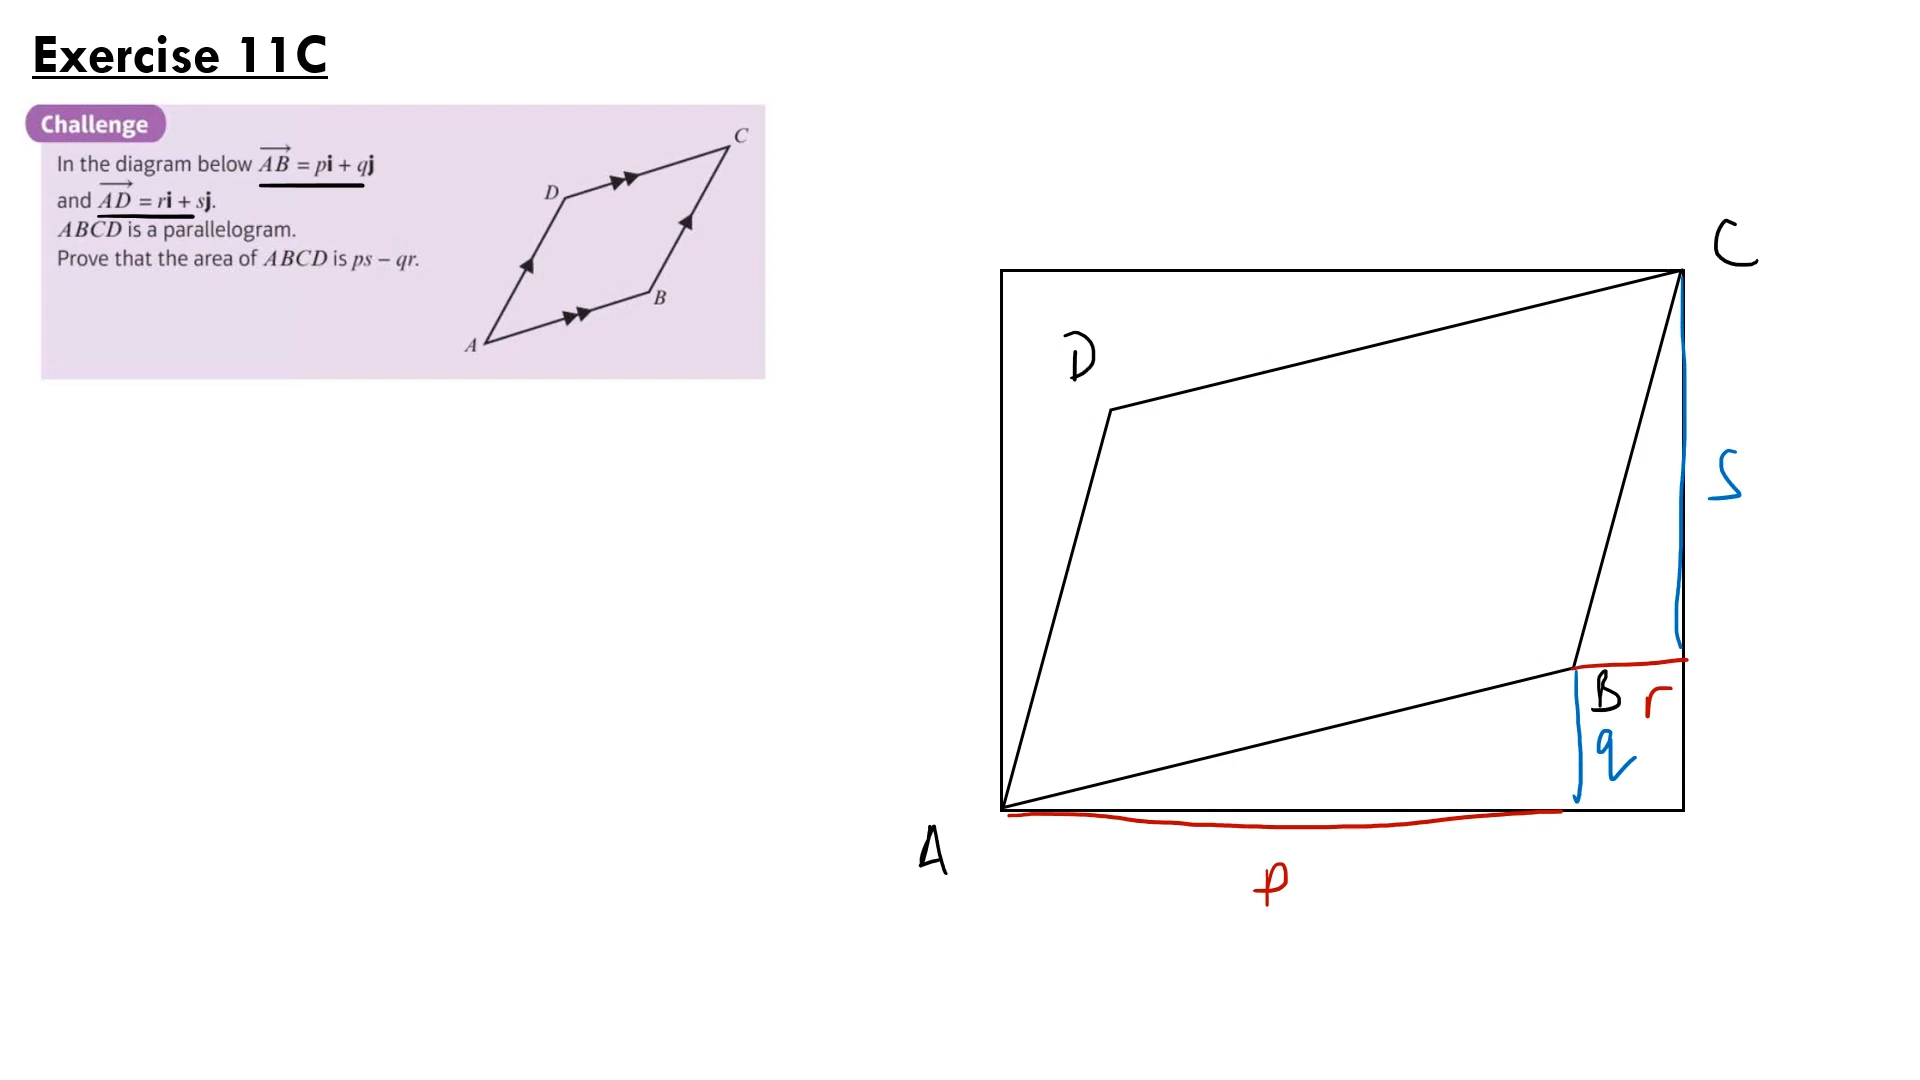 Exercise 11C
Challenge
In the diagram below AB = pi + qj
and AD = ri + sj.
ABCD is a parallelogram.
Prove that the area of ABCD is ps – qr.
C
D
B
A
C
D
S
B r
q
A
p